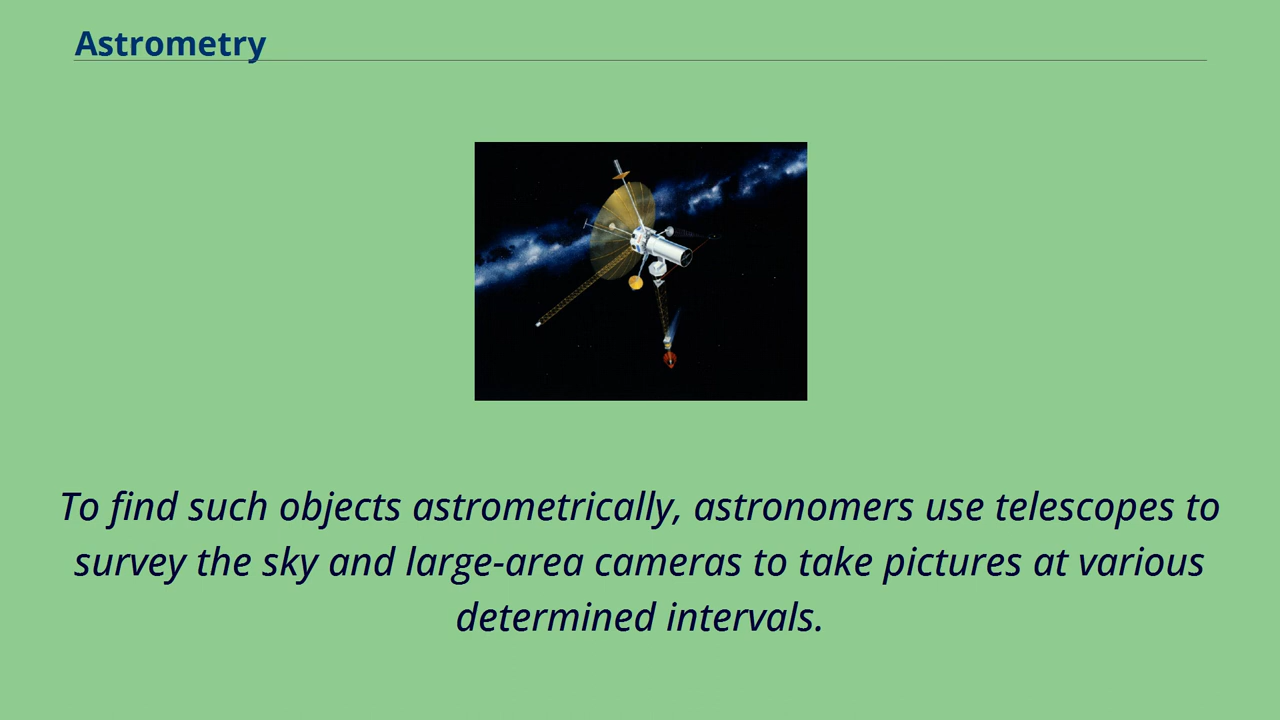 Astrometry
To find such objects astrometrically, astronomers use telescopes to
survey the sky and large-area cameras to take pictures at various
determined intervals.